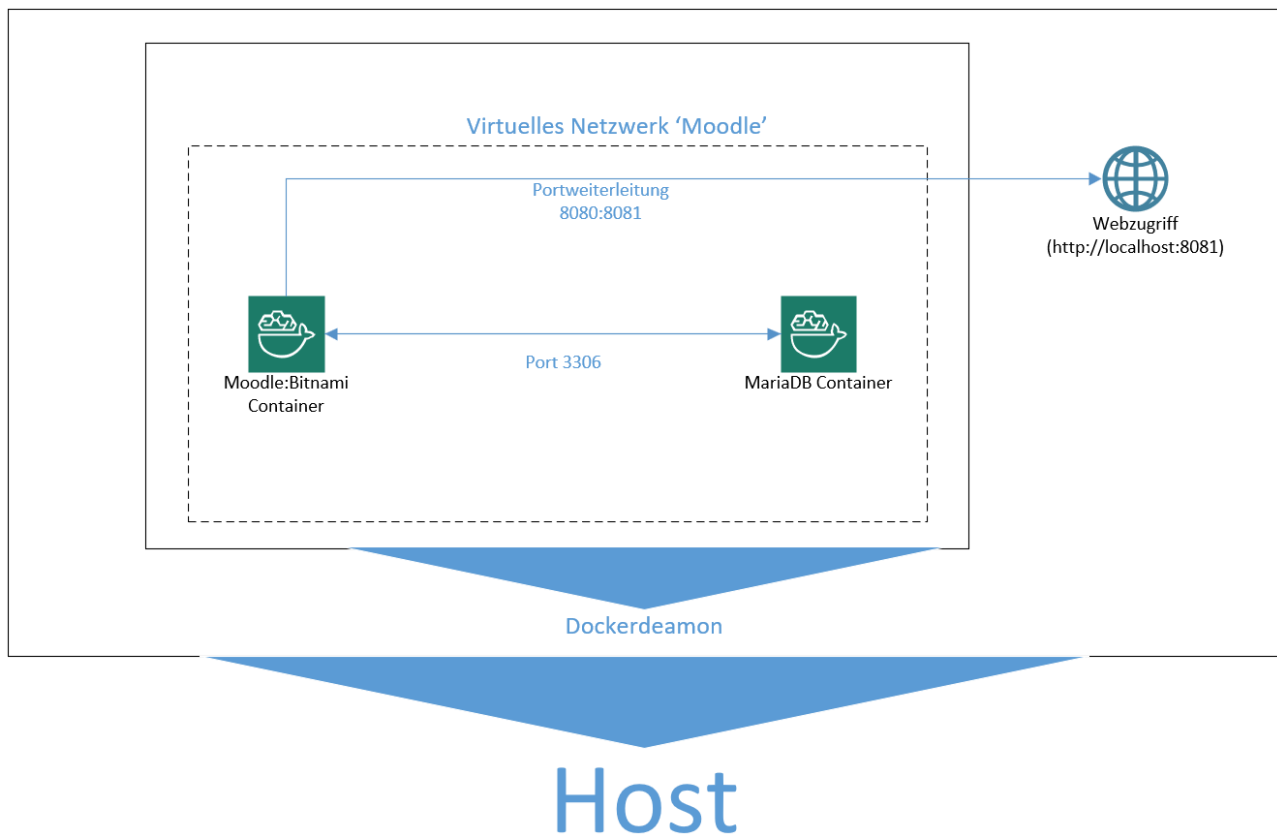 Virtuelles Netzwerk ‘Moodle’
Portweiterleitung
8080:8081
Webzugriff
(http://localhost:8081)
Port 3306
Moodle:Bitnami
Container
MariaDB Container
Dockerdeamon
Host